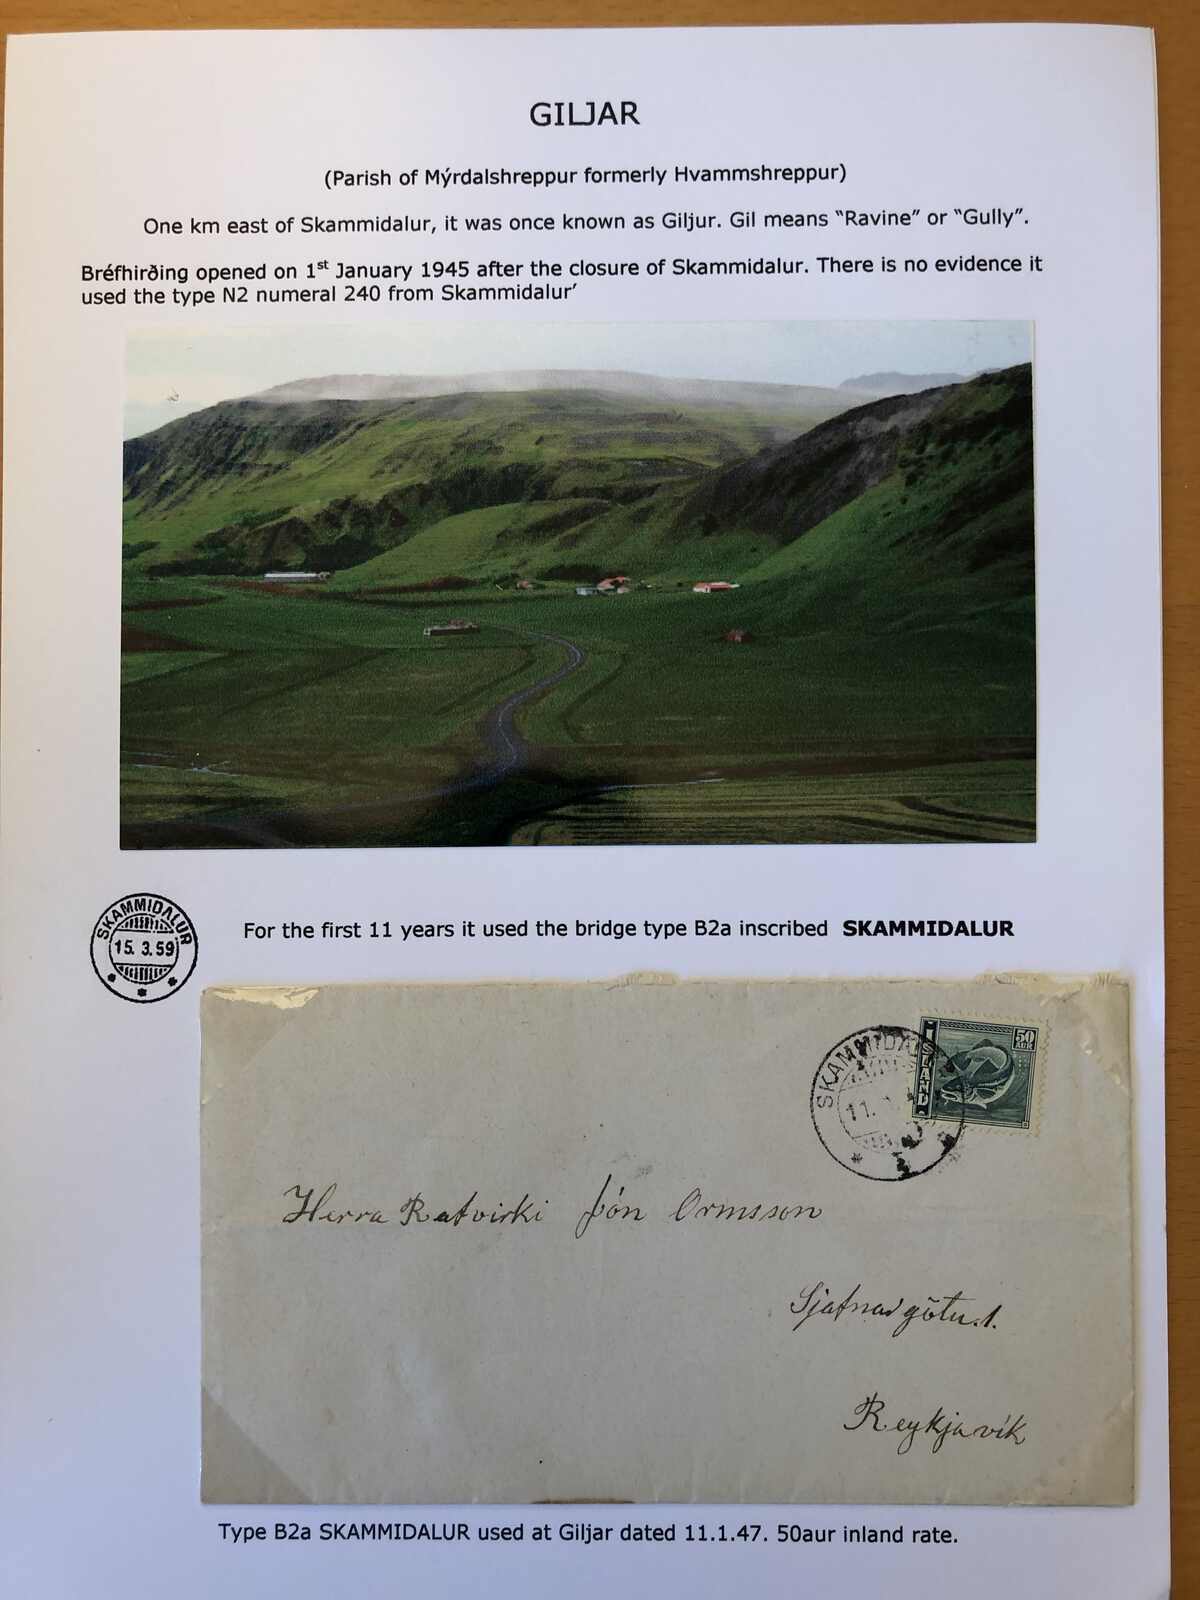 GILJAR
(Parish of Mýrdalshreppur formerly Hvammshreppur)
One km east of Skammidalur, it was once known as Giljur. Gil means “Ravine” or “Gully”.
Bréfhirðing opened on 1st January 1945 after the closure of Skammidalur. There is no evidence it
used the type N2 numeral 240 from Skammidalur’
SKAMMIDALUR
15. 3.59
For the first 11 years it used the bridge type B2a inscribed SKAMMIDALUR
50
AUR
ÍSLAND
SKAMMIDAL
11.
Herra Rafvirki Jón Ormsson
Sjafnargötu.1.
Reykjavík
Type B2a SKAMMIDALUR used at Giljar dated 11.1.47. 50aur inland rate.